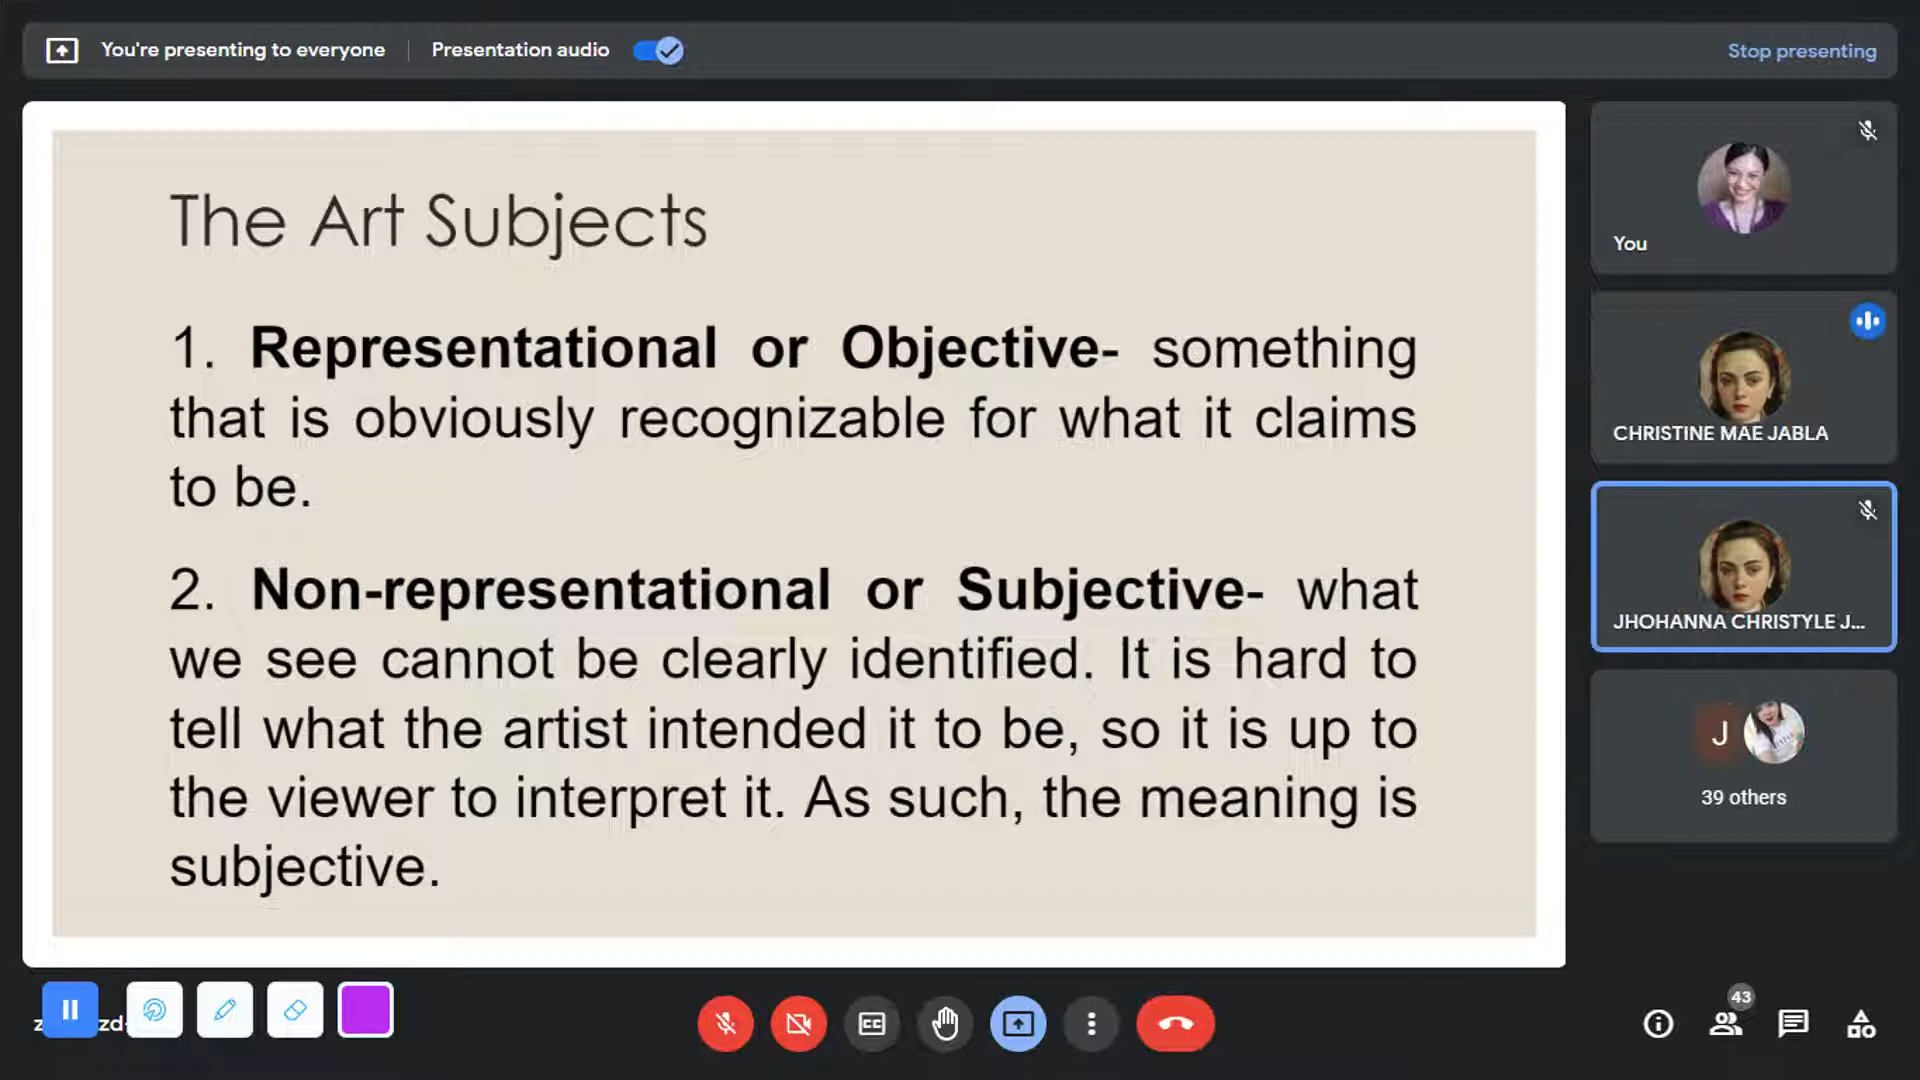 You're presenting to everyone
Presentation audio
Stop presenting
The Art Subjects
1. Representational or Objective- something
that is obviously recognizable for what it claims
to be.
2. Non-representational or Subjective- what
we see cannot be clearly identified. It is hard to
tell what the artist intended it to be, so it is up to
the viewer to interpret it. As such, the meaning is
subjective.
You
CHRISTINE MAE JABLA
JHOHANNA CHRISTYLE J...
J
39 others
CC
43